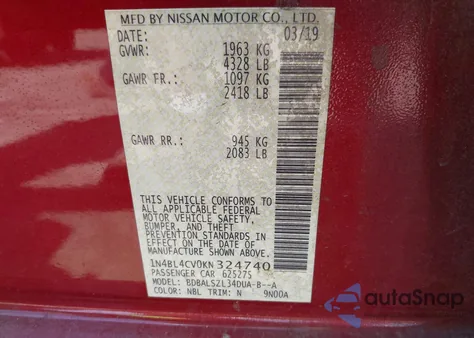 MFD BY NISSAN MOTOR CO., LTD.
DATE: 03/19
GVWR: 1963 KG
4328 LB
GAWR FR: 1097 KG
2418 LB
GAWR RR: 945 KG
2083 LB
THIS VEHICLE CONFORMS TO
ALL APPLICABLE FEDERAL
MOTOR VEHICLE SAFETY,
BUMPER, AND THEFT
PREVENTION STANDARDS IN
EFFECT ON THE DATE OF
MANUFACTURE SHOWN ABOVE.
1N4BL4CV0KN324740
PASSENGER CAR 625275
MODEL: BDBALSZL34DUA-B--A
COLOR: NBL TRIM: N 9N00A
autoSnap